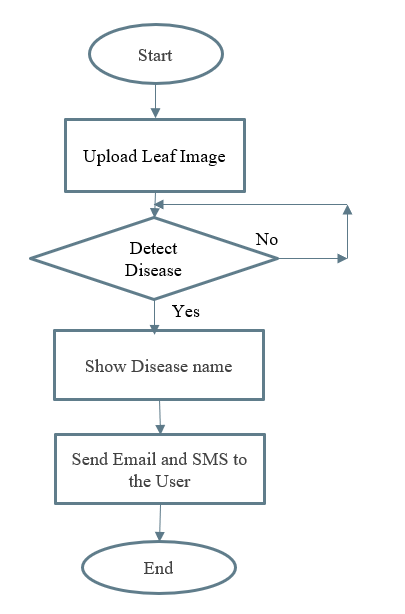 Start
Upload Leaf Image
Detect
Disease
No
Yes
Show Disease name
Send Email and SMS to
the User
End